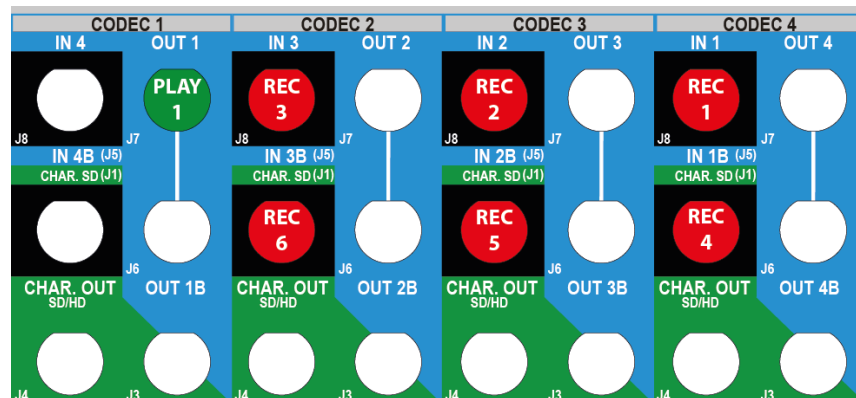 CODEC 1 CODEC 2 CODEC 3 CODEC 4
IN 4 OUT 1 IN 3 OUT 2 IN 2 OUT 3 IN 1 OUT 4
PLAY 1 REC 3 REC 2 REC 1
J8 J7 J8 J7 J8 J7 J8 J7
IN 4B (J5) IN 3B (J5) IN 2B (J5) IN 1B (J5)
CHAR. SD (J1) CHAR. SD (J1) CHAR. SD (J1) CHAR. SD (J1)
REC 6 REC 5 REC 4
J6 J6 J6 J6
CHAR. OUT OUT 1B CHAR. OUT OUT 2B CHAR. OUT OUT 3B CHAR. OUT OUT 4B
SD/HD SD/HD SD/HD SD/HD
J4 J3 J4 J3 J4 J3 J4 J3